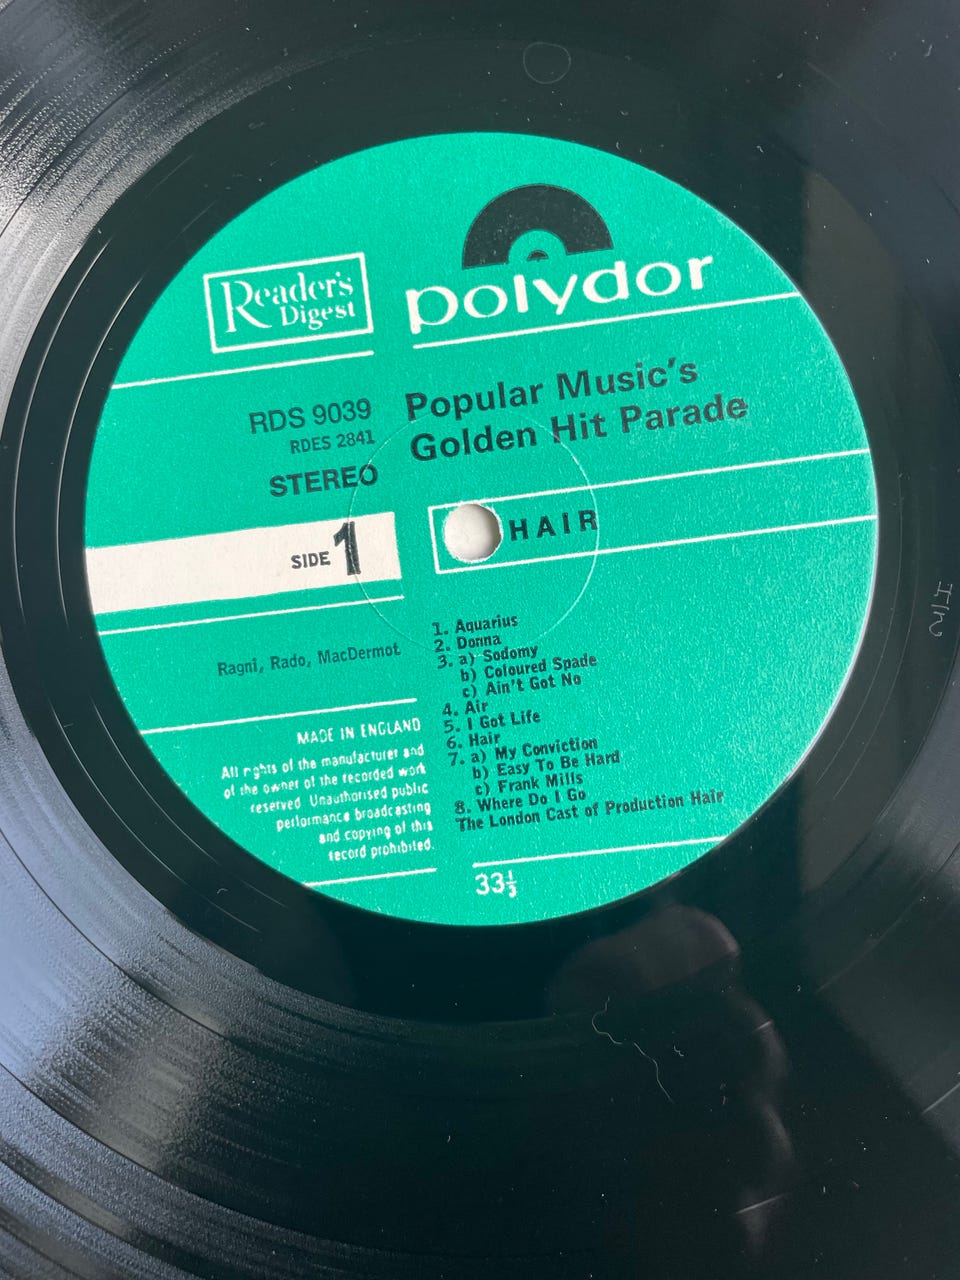 Reader's
Digest
polydor
RDS 9039
RDES 2841
STEREO
Popular Music's
Golden Hit Parade
SIDE 1
HAIR
Ragni, Rado, MacDermot
1. Aquarius
2. Donna
3. a) Sodomy
b) Coloured Spade
c) Ain't Got No
4. Air
5. I Got Life
6. Hair
7. a) My Conviction
b) Easy To Be Hard
c) Frank Mills
8. Where Do I Go
The London Cast of Production Hair
MADE IN ENGLAND
All rights of the manufacturer and
of the owner of the recorded work
reserved. Unauthorised public
performance broadcasting
and copying of this
record prohibited.
33⅓